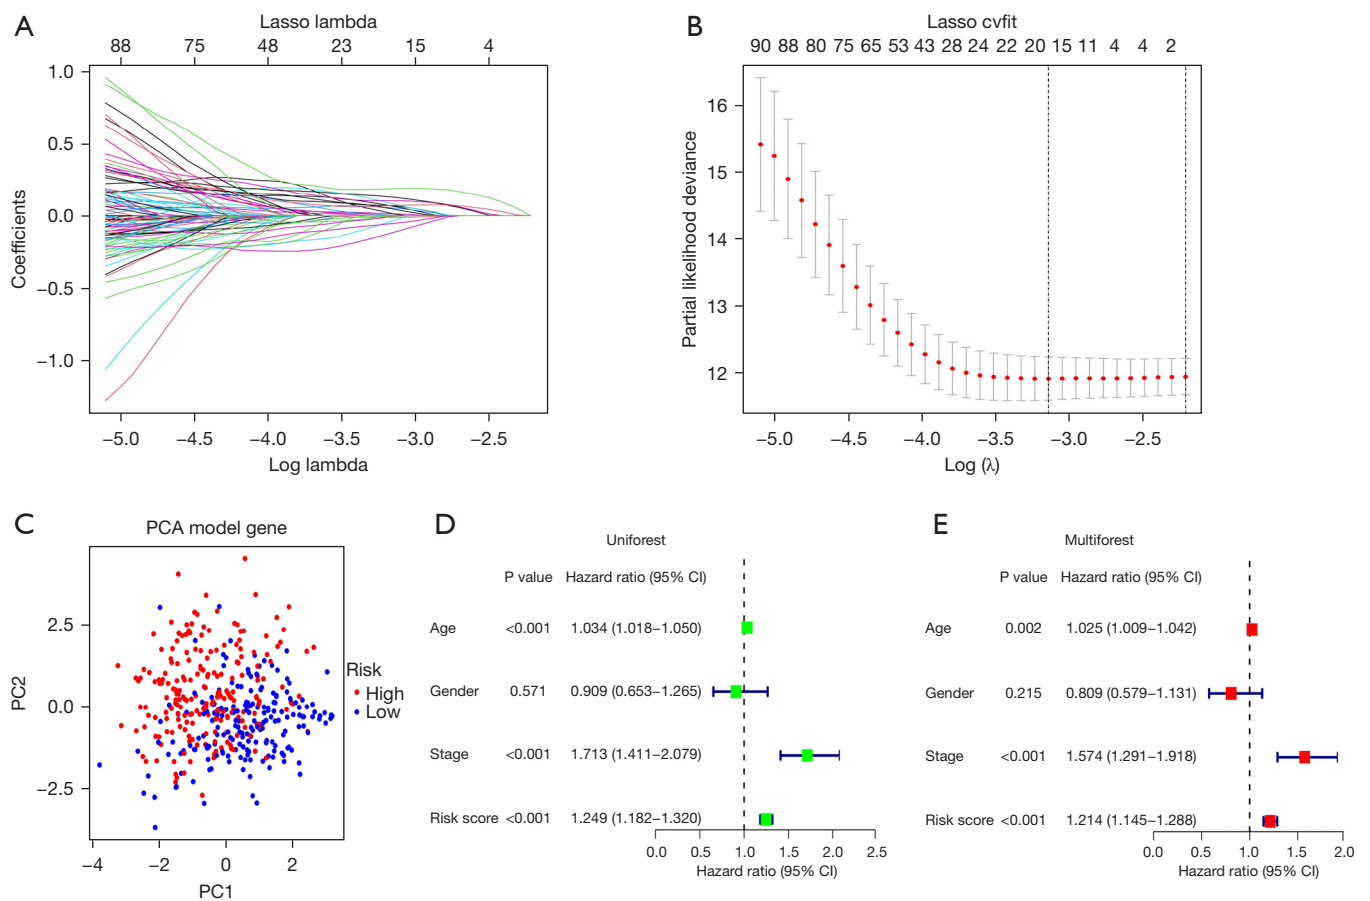 A
Lasso lambda
88 75 48 23 15 4
1.0
0.5
0.0
−0.5
−1.0
Coefficients
−5.0 −4.5 −4.0 −3.5 −3.0 −2.5
Log lambda
B
Lasso cvfit
90 88 80 75 65 53 43 28 24 22 20 15 11 4 4 2
16
15
14
13
12
Partial likelihood deviance
−5.0 −4.5 −4.0 −3.5 −3.0 −2.5
Log (λ)
C
PCA model gene
2.5
0.0
−2.5
PC2
−4 −2 0 2
PC1
Risk
High
Low
D
Uniforest
P value Hazard ratio (95% CI)
Age <0.001 1.034 (1.018−1.050)
Gender 0.571 0.909 (0.653−1.265)
Stage <0.001 1.713 (1.411−2.079)
Risk score <0.001 1.249 (1.182−1.320)
0.0 0.5 1.0 1.5 2.0 2.5
Hazard ratio (95% CI)
E
Multiforest
P value Hazard ratio (95% CI)
Age 0.002 1.025 (1.009−1.042)
Gender 0.215 0.809 (0.579−1.131)
Stage <0.001 1.574 (1.291−1.918)
Risk score <0.001 1.214 (1.145−1.288)
0.0 0.5 1.0 1.5 2.0
Hazard ratio (95% CI)